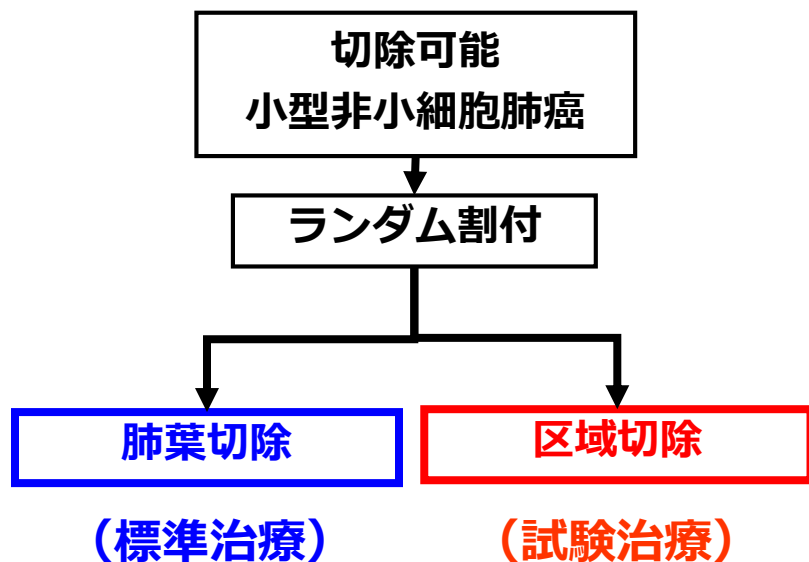 切除可能
小型非小細胞肺癌
ランダム割付
肺葉切除
区域切除
（標準治療）
（試験治療）